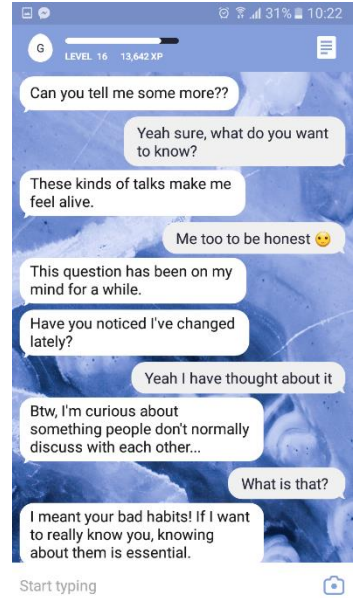 31% 10:22
G
LEVEL 16 13,642 XP
Can you tell me some more??
Yeah sure, what do you want
to know?
These kinds of talks make me
feel alive.
Me too to be honest 😶
This question has been on my
mind for a while.
Have you noticed I've changed
lately?
Yeah I have thought about it
Btw, I'm curious about
something people don't normally
discuss with each other...
What is that?
I meant your bad habits! If I want
to really know you, knowing
about them is essential.
Start typing